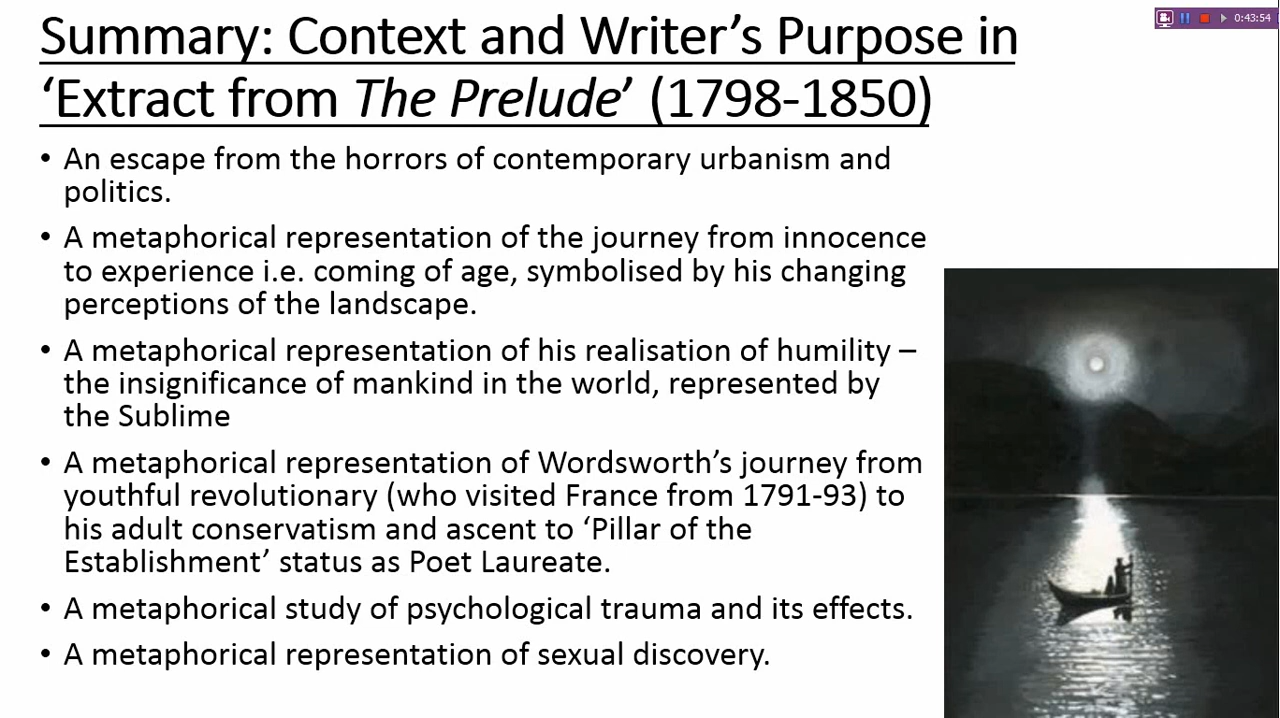 Summary: Context and Writer’s Purpose in
‘Extract from The Prelude’ (1798-1850)
• An escape from the horrors of contemporary urbanism and
politics.
• A metaphorical representation of the journey from innocence
to experience i.e. coming of age, symbolised by his changing
perceptions of the landscape.
• A metaphorical representation of his realisation of humility –
the insignificance of mankind in the world, represented by
the Sublime
• A metaphorical representation of Wordsworth’s journey from
youthful revolutionary (who visited France from 1791-93) to
his adult conservatism and ascent to ‘Pillar of the
Establishment’ status as Poet Laureate.
• A metaphorical study of psychological trauma and its effects.
• A metaphorical representation of sexual discovery.
0:43:54